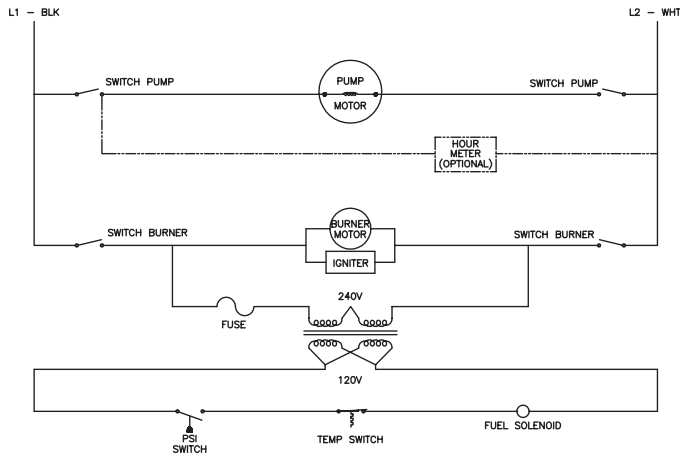 L1 - BLK
L2 - WHT
SWITCH PUMP
PUMP
MOTOR
SWITCH PUMP
HOUR
METER
(OPTIONAL)
SWITCH BURNER
BURNER
MOTOR
SWITCH BURNER
IGNITER
240V
FUSE
120V
PSI
SWITCH
TEMP SWITCH
FUEL SOLENOID